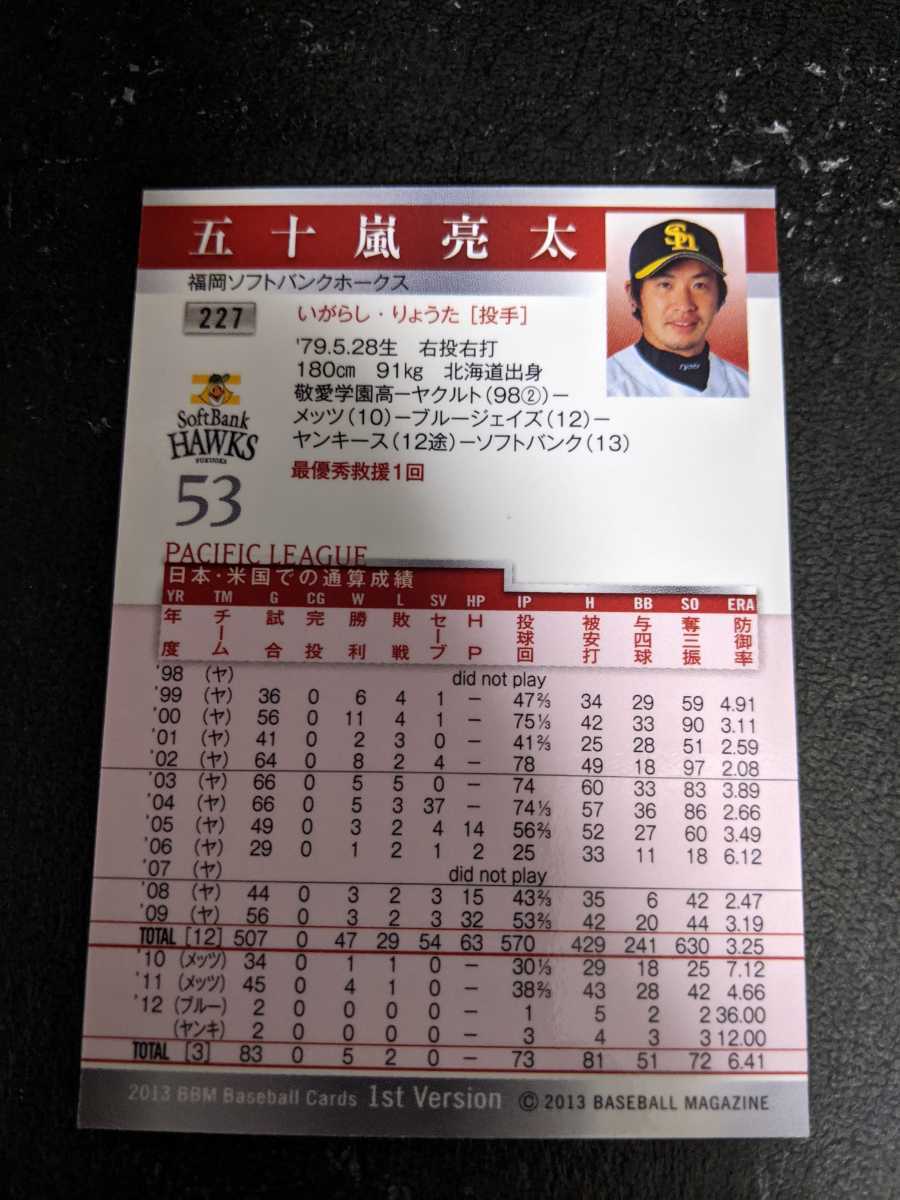 五十嵐亮太
福岡ソフトバンクホークス
227
いがらし・りょうた [投手]
'79.5.28生 右投右打
180cm 91kg 北海道出身
敬愛学園高ーヤクルト(98②)ー
メッツ(10)ーブルージェイズ(12)ー
ヤンキース(12途)ーソフトバンク(13)
最優秀救援1回
SoftBank
HAWKS
FUKUOKA
53
PACIFIC LEAGUE
日本・米国での通算成績
YR TM G CG W L SV HP IP H BB SO ERA
年度 チーム 試合 完投 勝利 敗戦 セーブ HP 投球回 被安打 与四球 奪三振 防御率
'98 (ヤ) did not play
'99 (ヤ) 36 0 6 4 1 − 47⅔ 34 29 59 4.91
'00 (ヤ) 56 0 11 4 1 − 75⅓ 42 33 90 3.11
'01 (ヤ) 41 0 2 3 0 − 41⅔ 25 28 51 2.59
'02 (ヤ) 64 0 8 2 4 − 78 49 18 97 2.08
'03 (ヤ) 66 0 5 5 0 − 74 60 33 83 3.89
'04 (ヤ) 66 0 5 3 37 − 74⅓ 57 36 86 2.66
'05 (ヤ) 49 0 3 2 4 14 56⅔ 52 27 60 3.49
'06 (ヤ) 29 0 1 2 1 2 25 33 11 18 6.12
'07 (ヤ) did not play
'08 (ヤ) 44 0 3 2 3 15 43⅔ 35 6 42 2.47
'09 (ヤ) 56 0 3 2 3 32 53⅔ 42 20 44 3.19
TOTAL [12] 507 0 47 29 54 63 570 429 241 630 3.25
'10 (メッツ) 34 0 1 1 0 − 30⅓ 29 18 25 7.12
'11 (メッツ) 45 0 4 1 0 − 38⅔ 43 28 42 4.66
'12 (ブルー) 2 0 0 0 0 − 1 5 2 2 36.00
(ヤンキ) 2 0 0 0 0 − 3 4 3 3 12.00
TOTAL [3] 83 0 5 2 0 − 73 81 51 72 6.41
2013 BBM Baseball Cards 1st Version © 2013 BASEBALL MAGAZINE